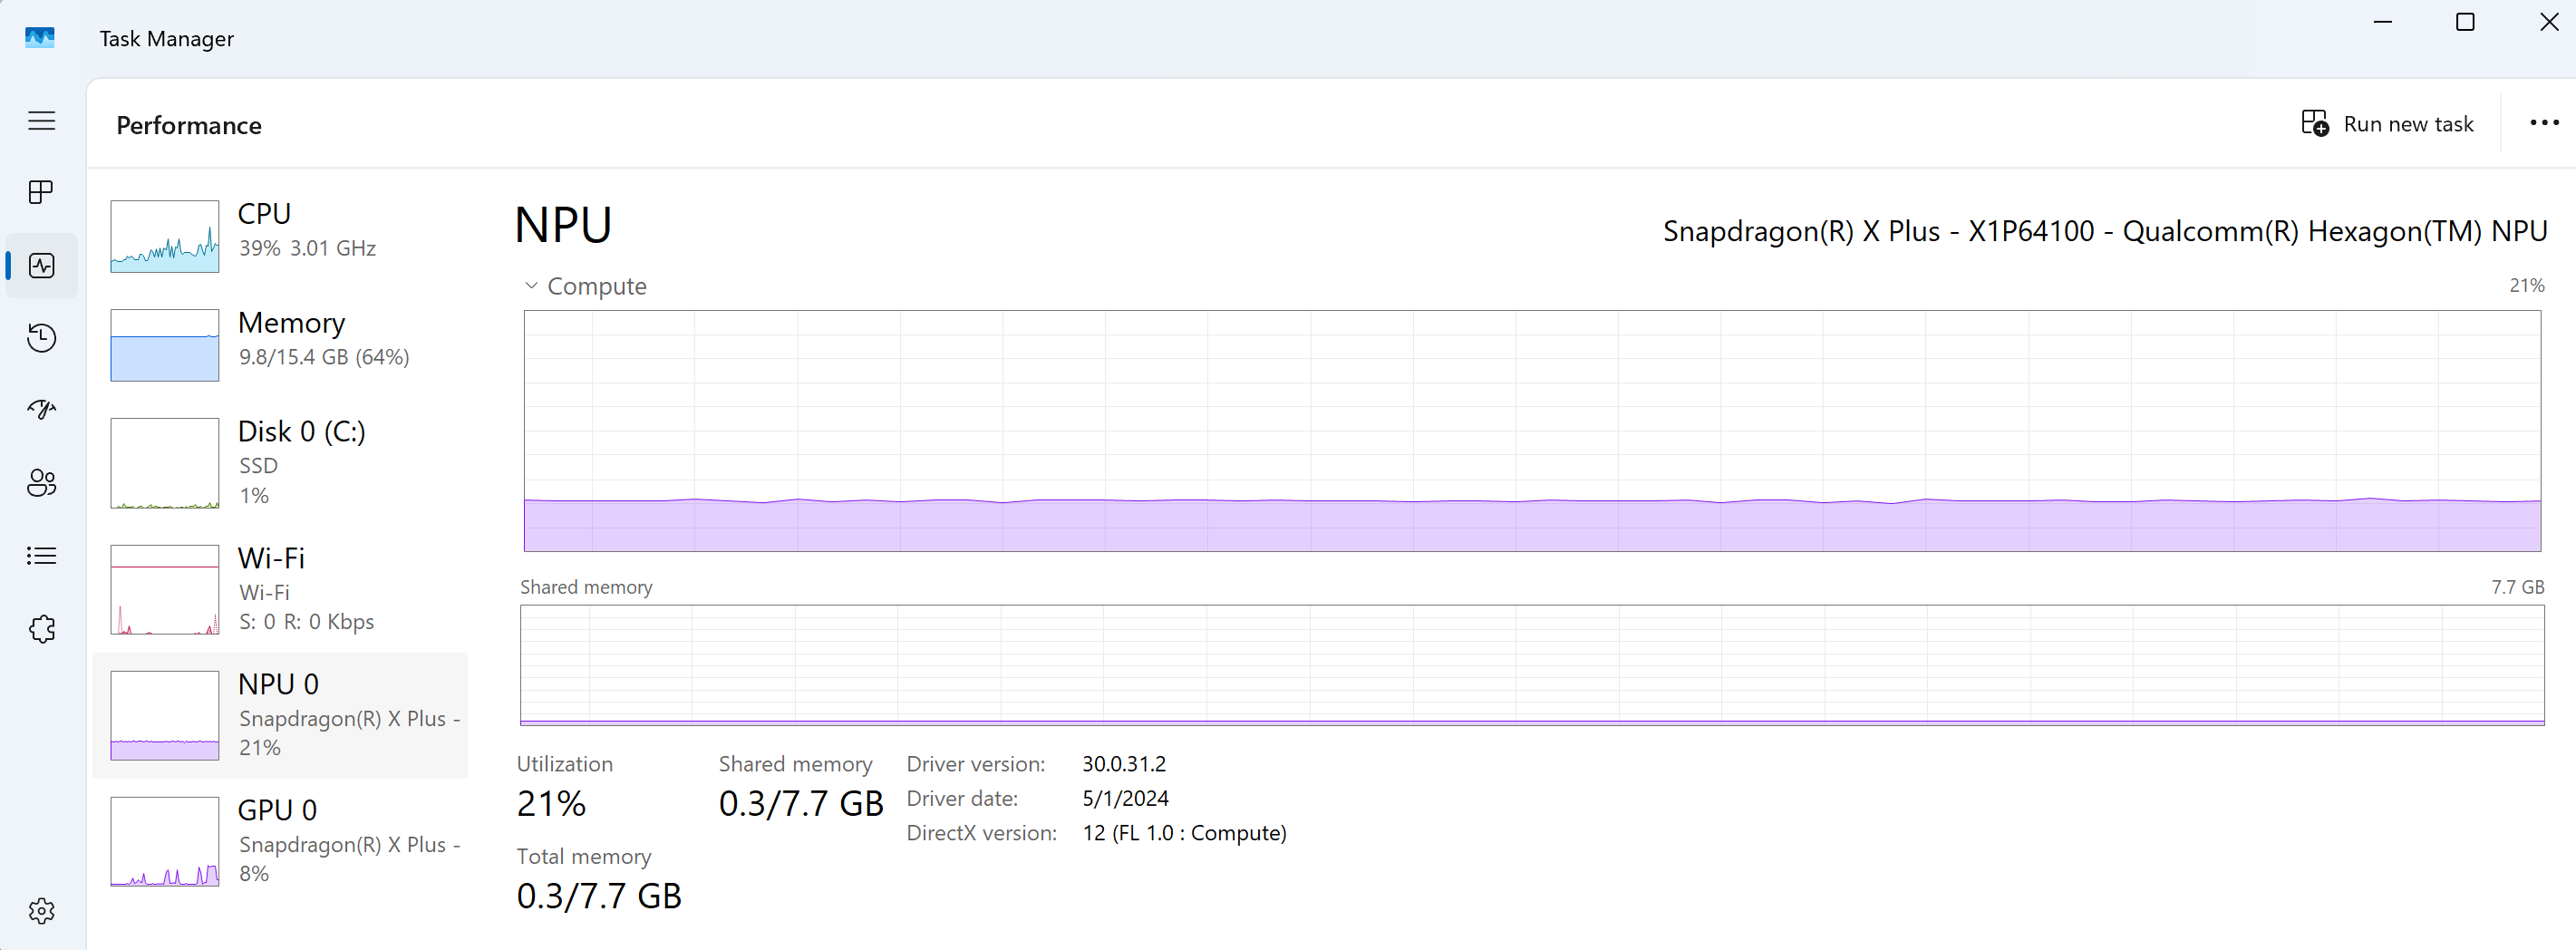 Task Manager
Performance
Run new task
CPU
39% 3.01 GHz
Memory
9.8/15.4 GB (64%)
Disk 0 (C:)
SSD
1%
Wi-Fi
Wi-Fi
S: 0 R: 0 Kbps
NPU 0
Snapdragon(R) X Plus -
21%
GPU 0
Snapdragon(R) X Plus -
8%
NPU
Snapdragon(R) X Plus - X1P64100 - Qualcomm(R) Hexagon(TM) NPU
Compute
21%
Shared memory
7.7 GB
Utilization
21%
Shared memory
0.3/7.7 GB
Total memory
0.3/7.7 GB
Driver version: 30.0.31.2
Driver date: 5/1/2024
DirectX version: 12 (FL 1.0 : Compute)